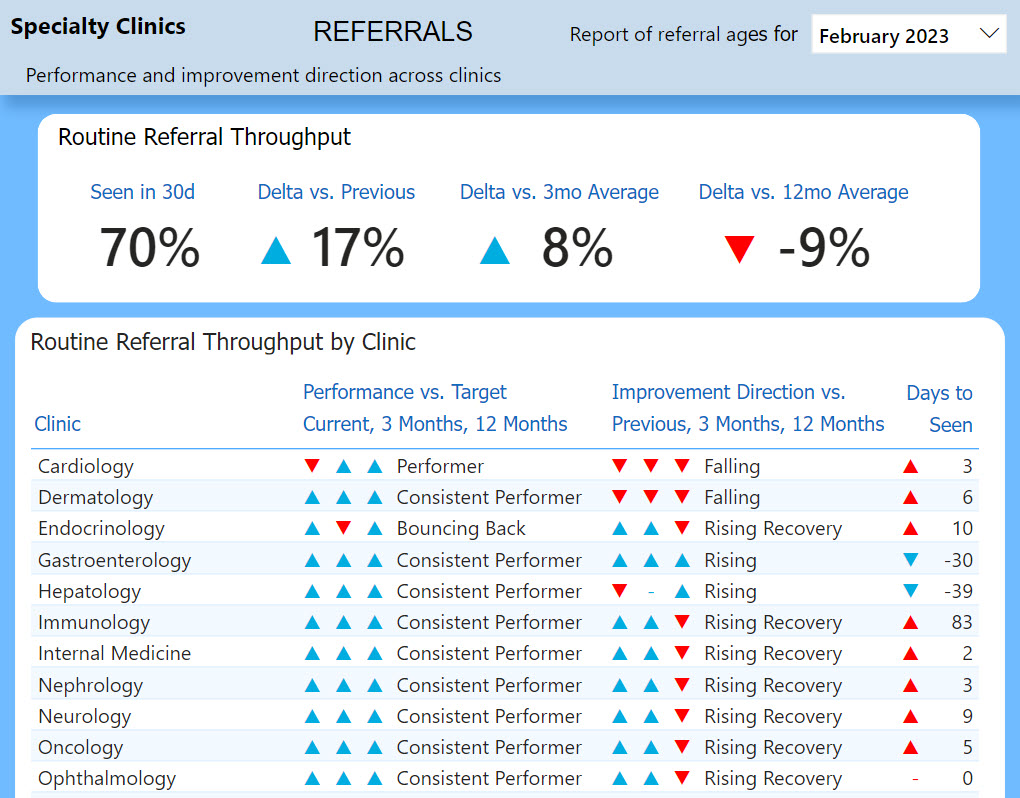 Specialty Clinics
REFERRALS
Report of referral ages for
February 2023
Performance and improvement direction across clinics
Routine Referral Throughput
Seen in 30d Delta vs. Previous Delta vs. 3mo Average Delta vs. 12mo Average
70% ▲ 17% ▲ 8% ▼ -9%
Routine Referral Throughput by Clinic
Performance vs. Target Improvement Direction vs. Days to
Clinic Current, 3 Months, 12 Months Previous, 3 Months, 12 Months Seen
Cardiology ▼ ▲ ▲ Performer ▼ ▼ ▼ Falling ▲ 3
Dermatology ▲ ▲ ▲ Consistent Performer ▼ ▼ ▼ Falling ▲ 6
Endocrinology ▲ ▼ ▲ Bouncing Back ▲ ▲ ▼ Rising Recovery ▲ 10
Gastroenterology ▲ ▲ ▲ Consistent Performer ▲ ▲ ▲ Rising ▼ -30
Hepatology ▲ ▲ ▲ Consistent Performer ▼ - ▲ Rising ▼ -39
Immunology ▲ ▲ ▲ Consistent Performer ▲ ▲ ▼ Rising Recovery ▲ 83
Internal Medicine ▲ ▲ ▲ Consistent Performer ▲ ▲ ▼ Rising Recovery ▲ 2
Nephrology ▲ ▲ ▲ Consistent Performer ▲ ▲ ▼ Rising Recovery ▲ 3
Neurology ▲ ▲ ▲ Consistent Performer ▲ ▲ ▼ Rising Recovery ▲ 9
Oncology ▲ ▲ ▲ Consistent Performer ▲ ▲ ▼ Rising Recovery ▲ 5
Ophthalmology ▲ ▲ ▲ Consistent Performer ▲ ▲ ▼ Rising Recovery - 0